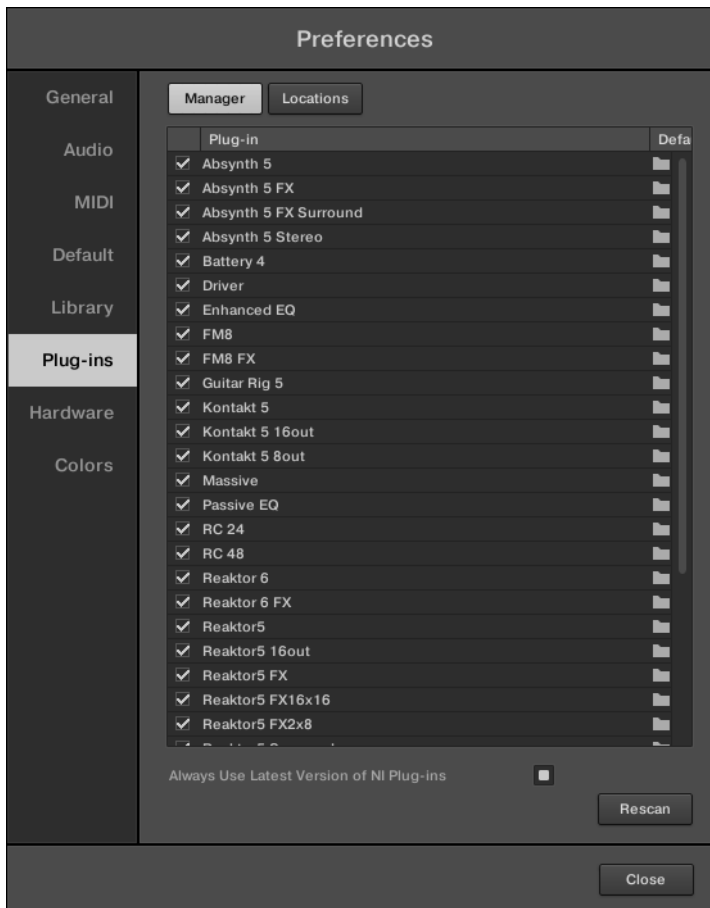 Preferences
General
Audio
MIDI
Default
Library
Plug-ins
Hardware
Colors
Manager Locations
Plug-in Defa
Absynth 5
Absynth 5 FX
Absynth 5 FX Surround
Absynth 5 Stereo
Battery 4
Driver
Enhanced EQ
FM8
FM8 FX
Guitar Rig 5
Kontakt 5
Kontakt 5 16out
Kontakt 5 8out
Massive
Passive EQ
RC 24
RC 48
Reaktor 6
Reaktor 6 FX
Reaktor5
Reaktor5 16out
Reaktor5 FX
Reaktor5 FX16x16
Reaktor5 FX2x8
Always Use Latest Version of NI Plug-ins
Rescan
Close